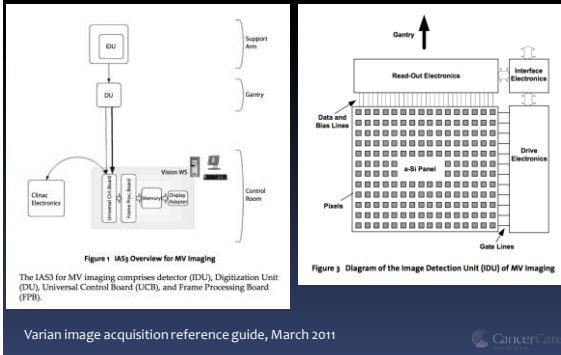 IDU
Support
Arm
DU
Gantry
Vision WS
Clinac
Electronics
Universal Cnt. Board
Frame Proc. Board
Memory
Display
Adapter
Control
Room
Figure 1 IAS3 Overview for MV Imaging
The IAS3 for MV imaging comprises detector (IDU), Digitization Unit
(DU), Universal Control Board (UCB), and Frame Processing Board
(FPB).
Gantry
Read-Out Electronics
Interface
Electronics
Data and
Bias Lines
Drive
Electronics
a-Si Panel
Pixels
Gate Lines
Figure 3 Diagram of the Image Detection Unit (IDU) of MV Imaging
Varian image acquisition reference guide, March 2011
CancerCare